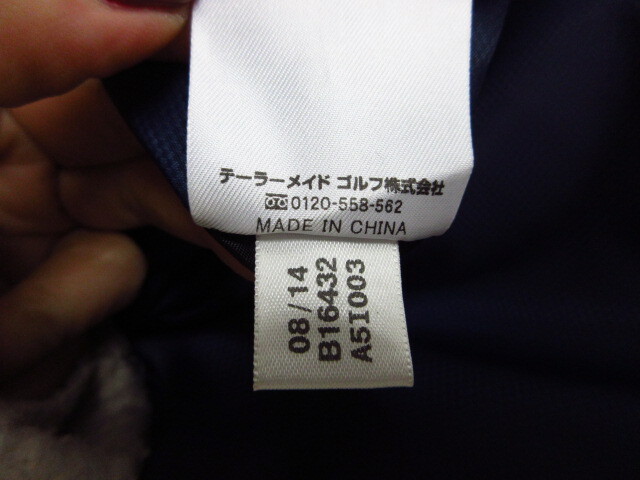 テーラーメイド ゴルフ株式会社
0120-558-562
MADE IN CHINA
08/14
B16432
A5I003